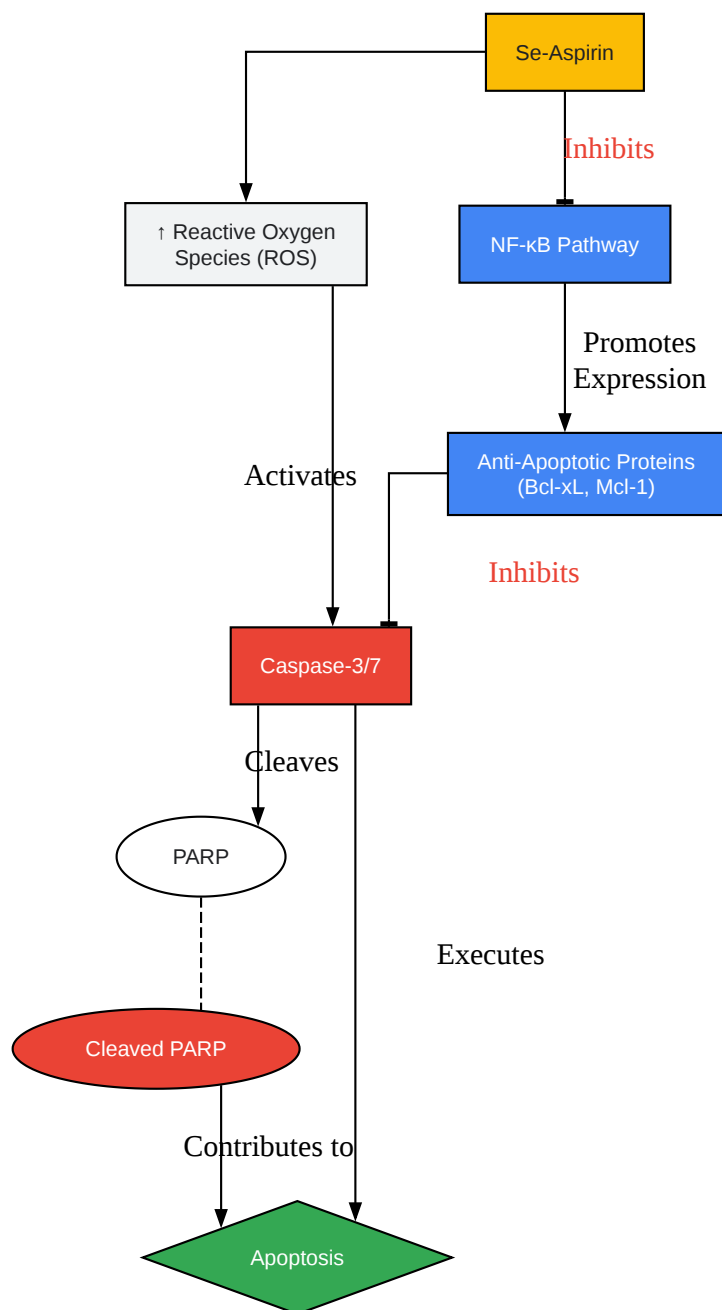 Se-Aspirin
Inhibits
↑ Reactive Oxygen
Species (ROS)
NF-κB Pathway
Promotes
Expression
Anti-Apoptotic Proteins
(Bcl-xL, Mcl-1)
Activates
Inhibits
Caspase-3/7
Cleaves
PARP
Executes
Cleaved PARP
Contributes to
Apoptosis